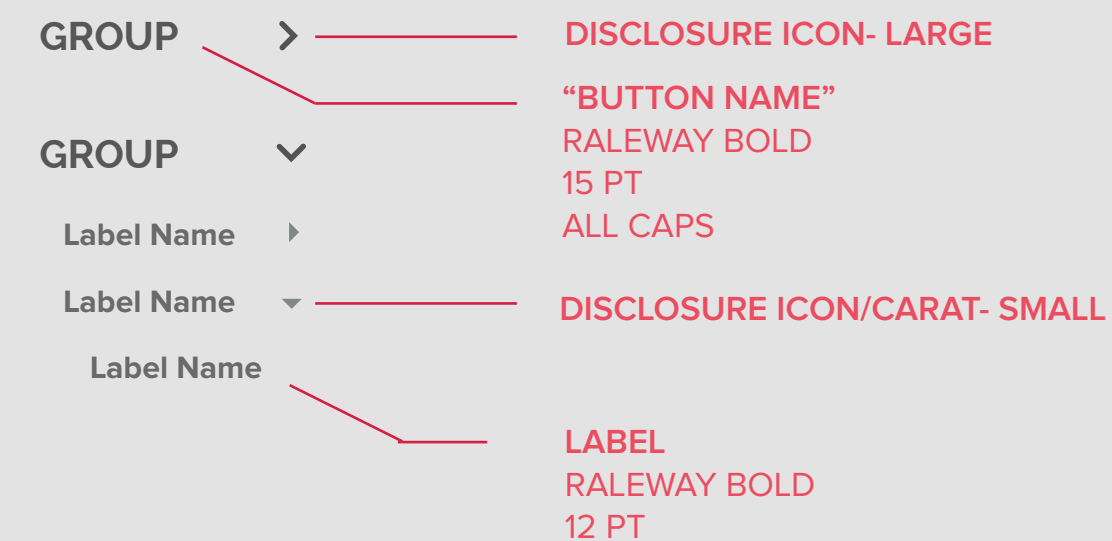 GROUP
DISCLOSURE ICON- LARGE
“BUTTON NAME”
RALEWAY BOLD
15 PT
ALL CAPS
GROUP
Label Name
Label Name
DISCLOSURE ICON/CARAT- SMALL
Label Name
LABEL
RALEWAY BOLD
12 PT